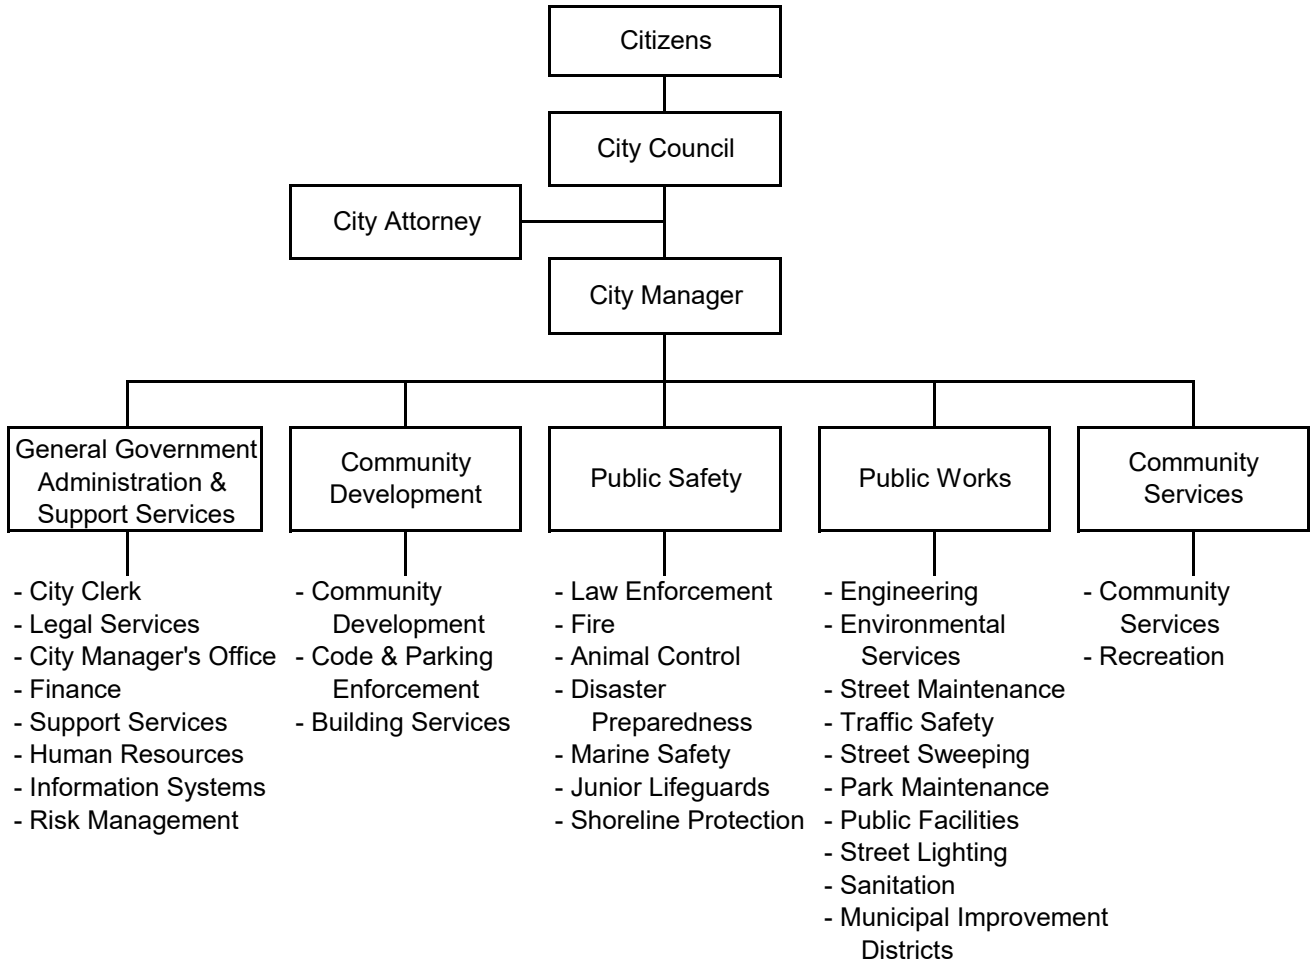 Citizens
City Council
City Attorney
City Manager
General Government
Administration &
Support Services
Community
Development
Public Safety
Public Works
Community
Services
- City Clerk
- Legal Services
- City Manager's Office
- Finance
- Support Services
- Human Resources
- Information Systems
- Risk Management
- Community
Development
- Code & Parking
Enforcement
- Building Services
- Law Enforcement
- Fire
- Animal Control
- Disaster
Preparedness
- Marine Safety
- Junior Lifeguards
- Shoreline Protection
- Engineering
- Environmental
Services
- Street Maintenance
- Traffic Safety
- Street Sweeping
- Park Maintenance
- Public Facilities
- Street Lighting
- Sanitation
- Municipal Improvement
Districts
- Community
Services
- Recreation